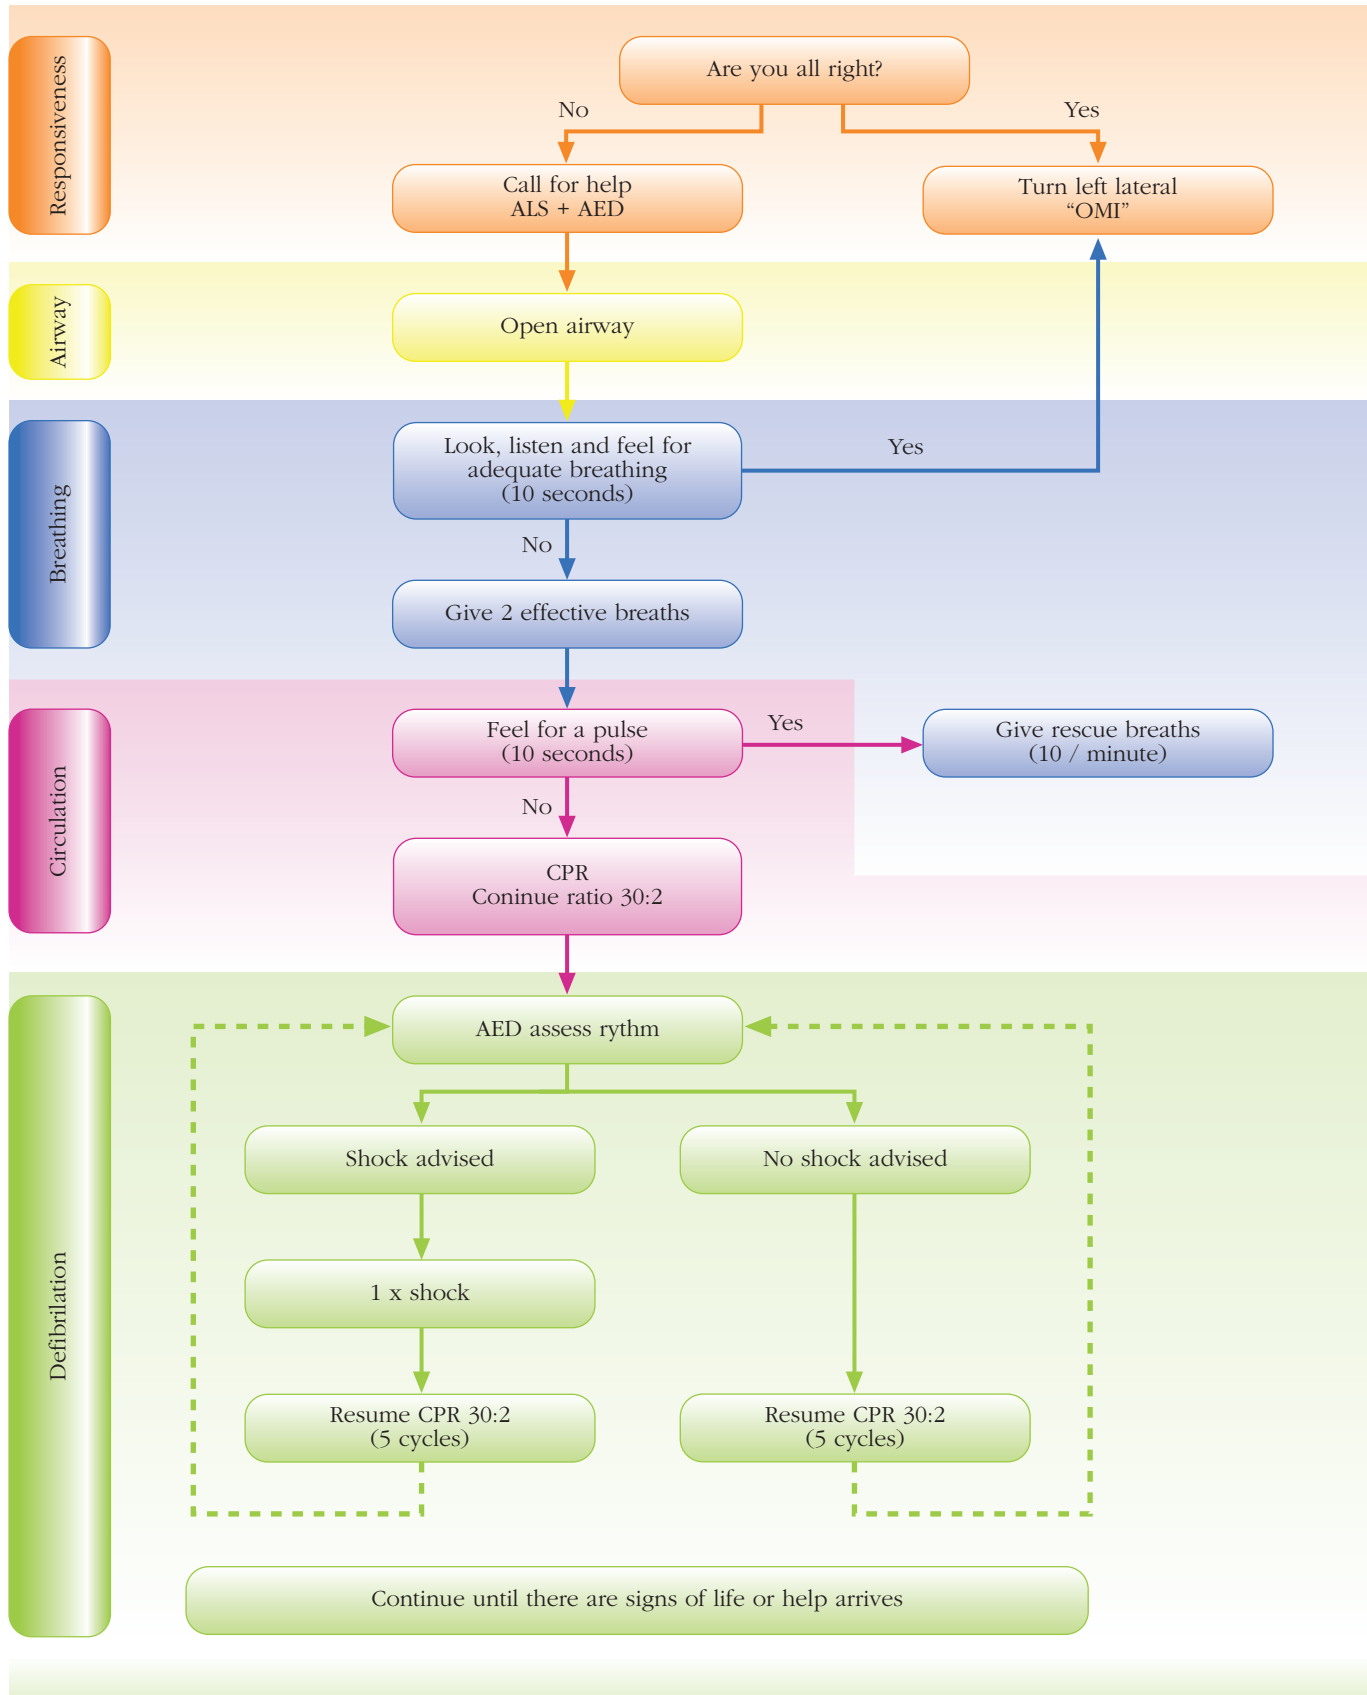 Responsiveness
Are you all right?
No
Yes
Call for help
ALS + AED
Turn left lateral
“OMI”
Airway
Open airway
Breathing
Look, listen and feel for
adequate breathing
(10 seconds)
Yes
No
Give 2 effective breaths
Circulation
Feel for a pulse
(10 seconds)
Yes
Give rescue breaths
(10 / minute)
No
CPR
Coninue ratio 30:2
Defibrilation
AED assess rythm
Shock advised
No shock advised
1 x shock
Resume CPR 30:2
(5 cycles)
Resume CPR 30:2
(5 cycles)
Continue until there are signs of life or help arrives